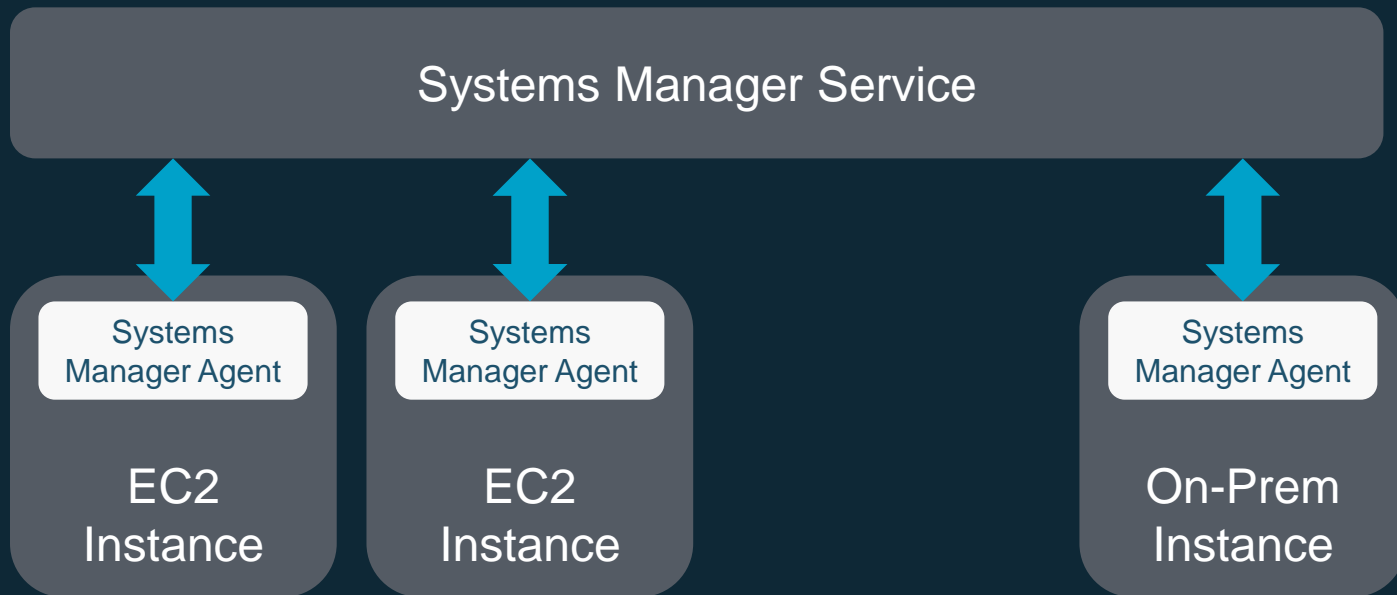 Systems Manager Service
Systems
Manager Agent
EC2
Instance
Systems
Manager Agent
EC2
Instance
Systems
Manager Agent
On-Prem
Instance